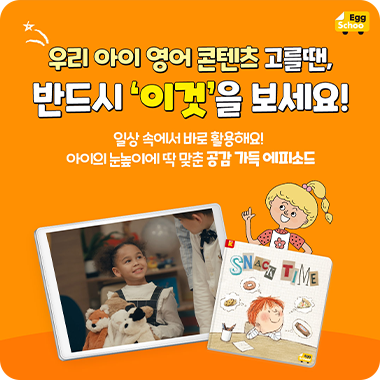 Egg
School
우리 아이 영어 콘텐츠 고를땐,
반드시 ‘이것’을 보세요!
일상 속에서 바로 활용해요!
아이의 눈높이에 딱 맞춘 공감 가득 에피소드
SNACK TIME